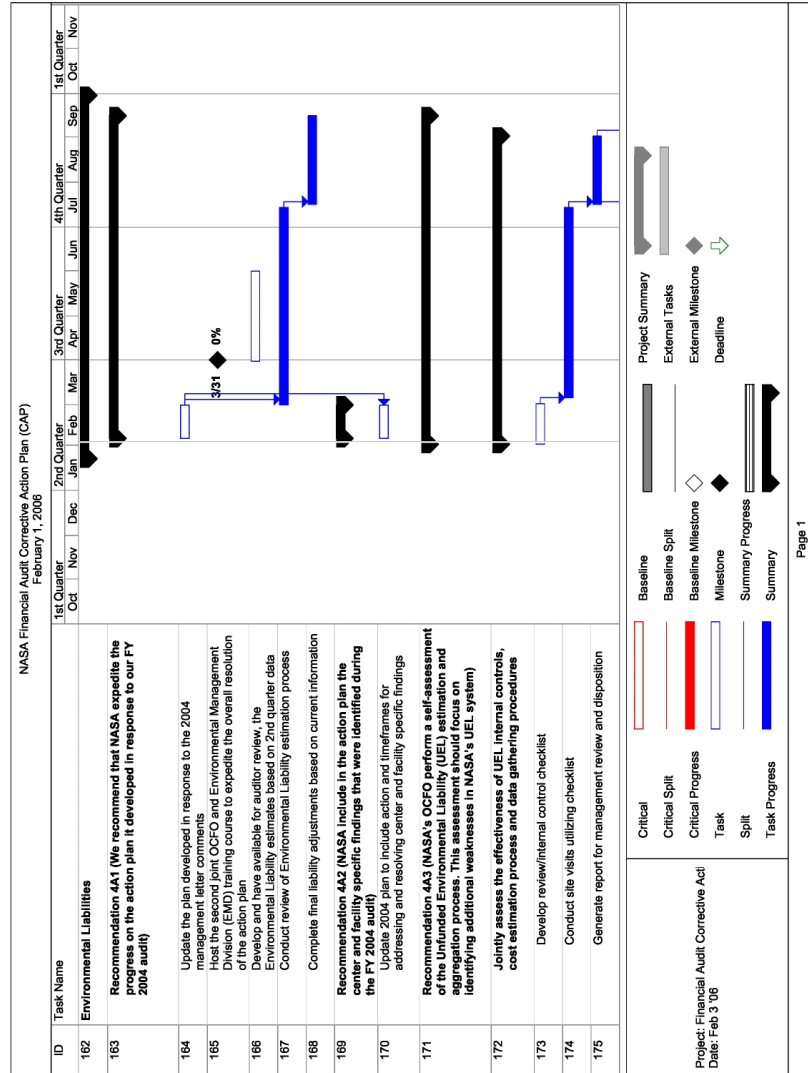 NASA Financial Audit Corrective Action Plan (CAP)
February 1, 2006
ID
Task Name
1st Quarter
2nd Quarter
3rd Quarter
4th Quarter
1st Quarter
Oct
Nov
Dec
Jan
Feb
Mar
Apr
May
Jun
Jul
Aug
Sep
Oct
Nov
162
Environmental Liabilities
163
Recommendation 4A1 (We recommend that NASA expedite the
progress on the action plan it developed in response to our FY
2004 audit)
164
Update the plan developed in response to the 2004
management letter comments
165
Host the second joint OCFO and Environmental Management
Division (EMD) training course to expedite the overall resolution
of the action plan
3/31
0%
166
Develop and have available for auditor review, the
Environmental Liability estimates based on 2nd quarter data
167
Conduct review of Environmental Liability estimation process
168
Complete final liability adjustments based on current information
169
Recommendation 4A2 (NASA include in the action plan the
center and facility specific findings that were identified during
the FY 2004 audit)
170
Update 2004 plan to include action and timeframes for
addressing and resolving center and facility specific findings
171
Recommendation 4A3 (NASA's OCFO perform a self-assessment
of the Unfunded Environmental Liability (UEL) estimation and
aggregation process. This assessment should focus on
identifying additional weaknesses in NASA's UEL system)
172
Jointly assess the effectiveness of UEL internal controls,
cost estimation process and data gathering procedures
173
Develop review/internal control checklist
174
Conduct site visits utilizing checklist
175
Generate report for management review and disposition
Project: Financial Audit Corrective Acti
Date: Feb 3 '06
Critical
Critical Split
Critical Progress
Task
Split
Task Progress
Baseline
Baseline Split
Baseline Milestone
Milestone
Summary Progress
Summary
Project Summary
External Tasks
External Milestone
Deadline
Page 1